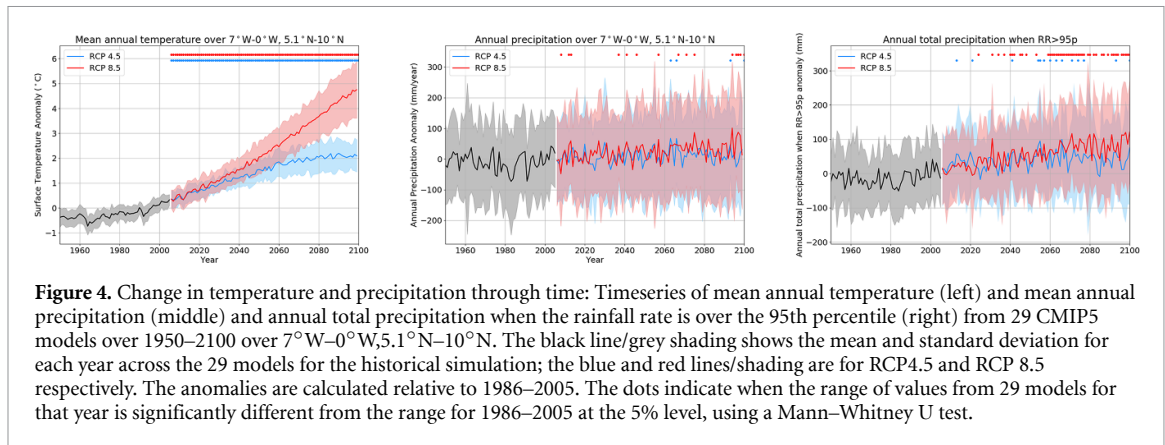 Mean annual temperature over 7°W-0°W, 5.1°N-10°N
RCP 4.5
RCP 8.5
Surface Temperature Anomaly (°C)
6
5
4
3
2
1
0
−1
1960
1980
2000
2020
2040
2060
2080
2100
Year
Annual precipitation over 7°W-0°W, 5.1°N-10°N
RCP 4.5
RCP 8.5
Annual Precipitation Anomaly (mm/year)
300
200
100
0
−100
−200
1960
1980
2000
2020
2040
2060
2080
2100
Year
Annual total precipitation when RR>95p
RCP 4.5
RCP 8.5
Annual total precipitation when RR>95p anomaly (mm)
300
200
100
0
−100
−200
1960
1980
2000
2020
2040
2060
2080
2100
Year
Figure 4. Change in temperature and precipitation through time: Timeseries of mean annual temperature (left) and mean annual
precipitation (middle) and annual total precipitation when the rainfall rate is over the 95th percentile (right) from 29 CMIP5
models over 1950–2100 over 7°W–0°W,5.1°N–10°N. The black line/grey shading shows the mean and standard deviation for
each year across the 29 models for the historical simulation; the blue and red lines/shading are for RCP4.5 and RCP 8.5
respectively. The anomalies are calculated relative to 1986–2005. The dots indicate when the range of values from 29 models for
that year is significantly different from the range for 1986–2005 at the 5% level, using a Mann–Whitney U test.